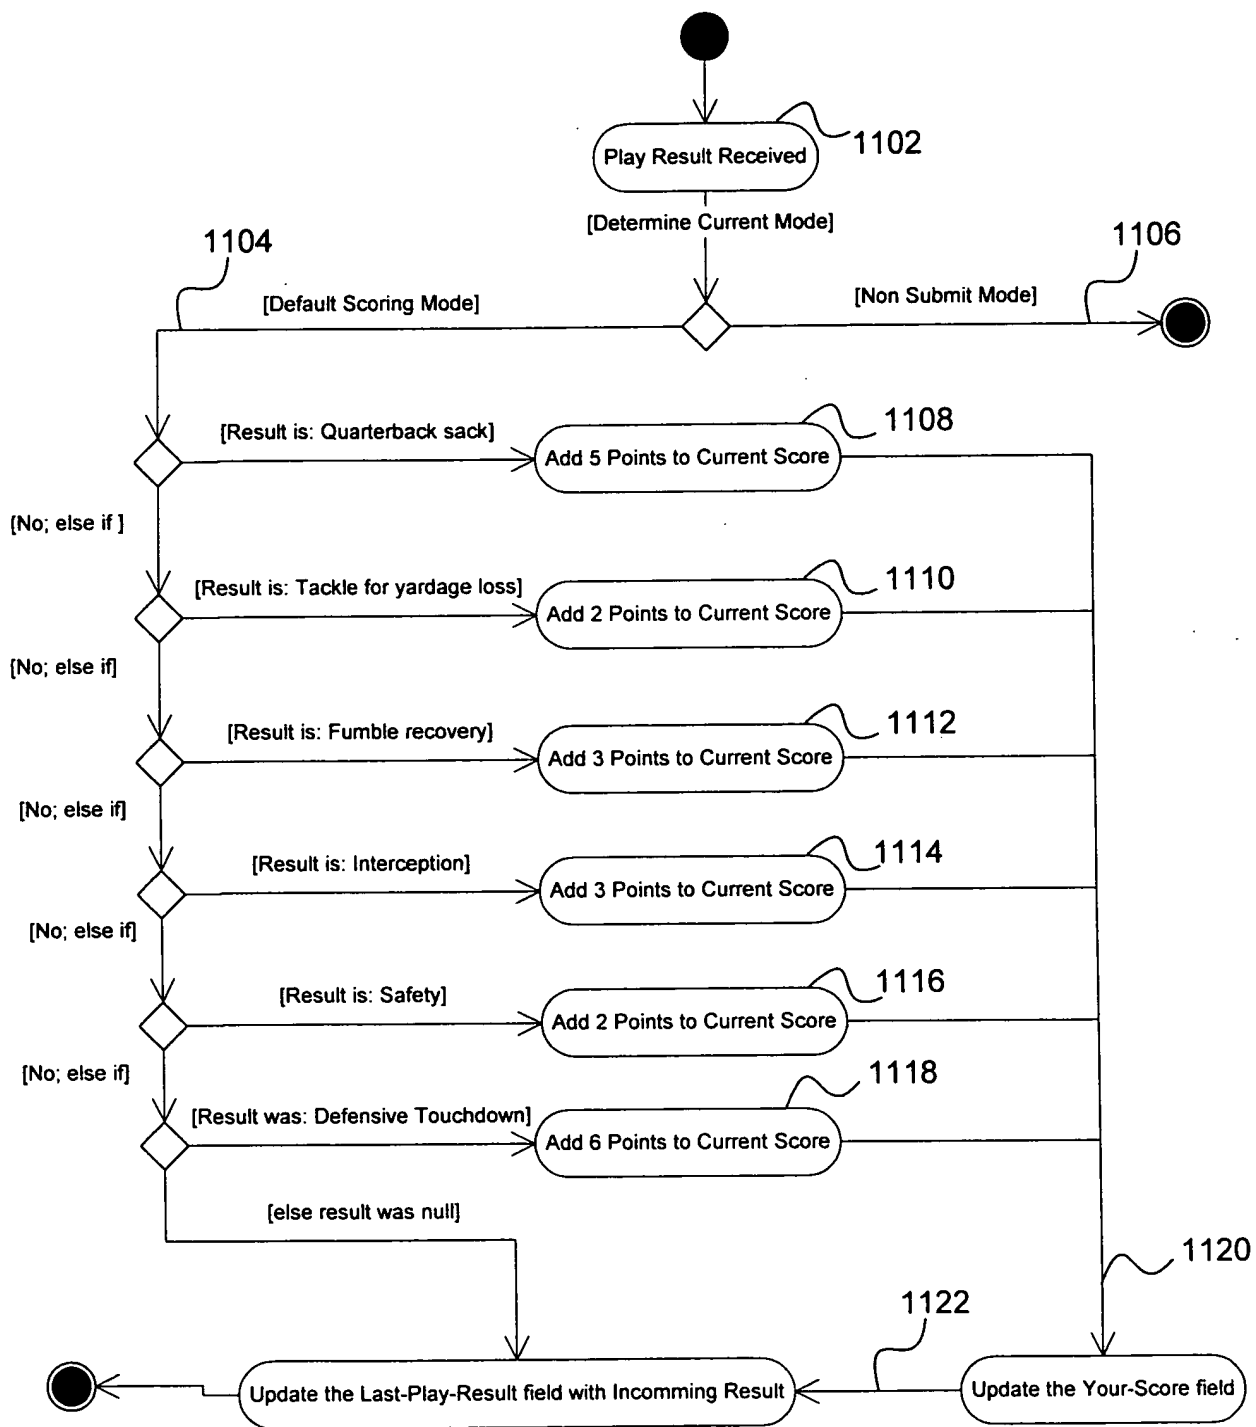 Play Result Received
1102
[Determine Current Mode]
1104
1106
[Default Scoring Mode]
[Non Submit Mode]
[Result is: Quarterback sack]
Add 5 Points to Current Score
1108
[No; else if ]
[Result is: Tackle for yardage loss]
Add 2 Points to Current Score
1110
[No; else if]
[Result is: Fumble recovery]
Add 3 Points to Current Score
1112
[No; else if]
[Result is: Interception]
Add 3 Points to Current Score
1114
[No; else if]
[Result is: Safety]
Add 2 Points to Current Score
1116
[No; else if]
[Result was: Defensive Touchdown]
Add 6 Points to Current Score
1118
[else result was null]
1120
1122
Update the Last-Play-Result field with Incomming Result
Update the Your-Score field